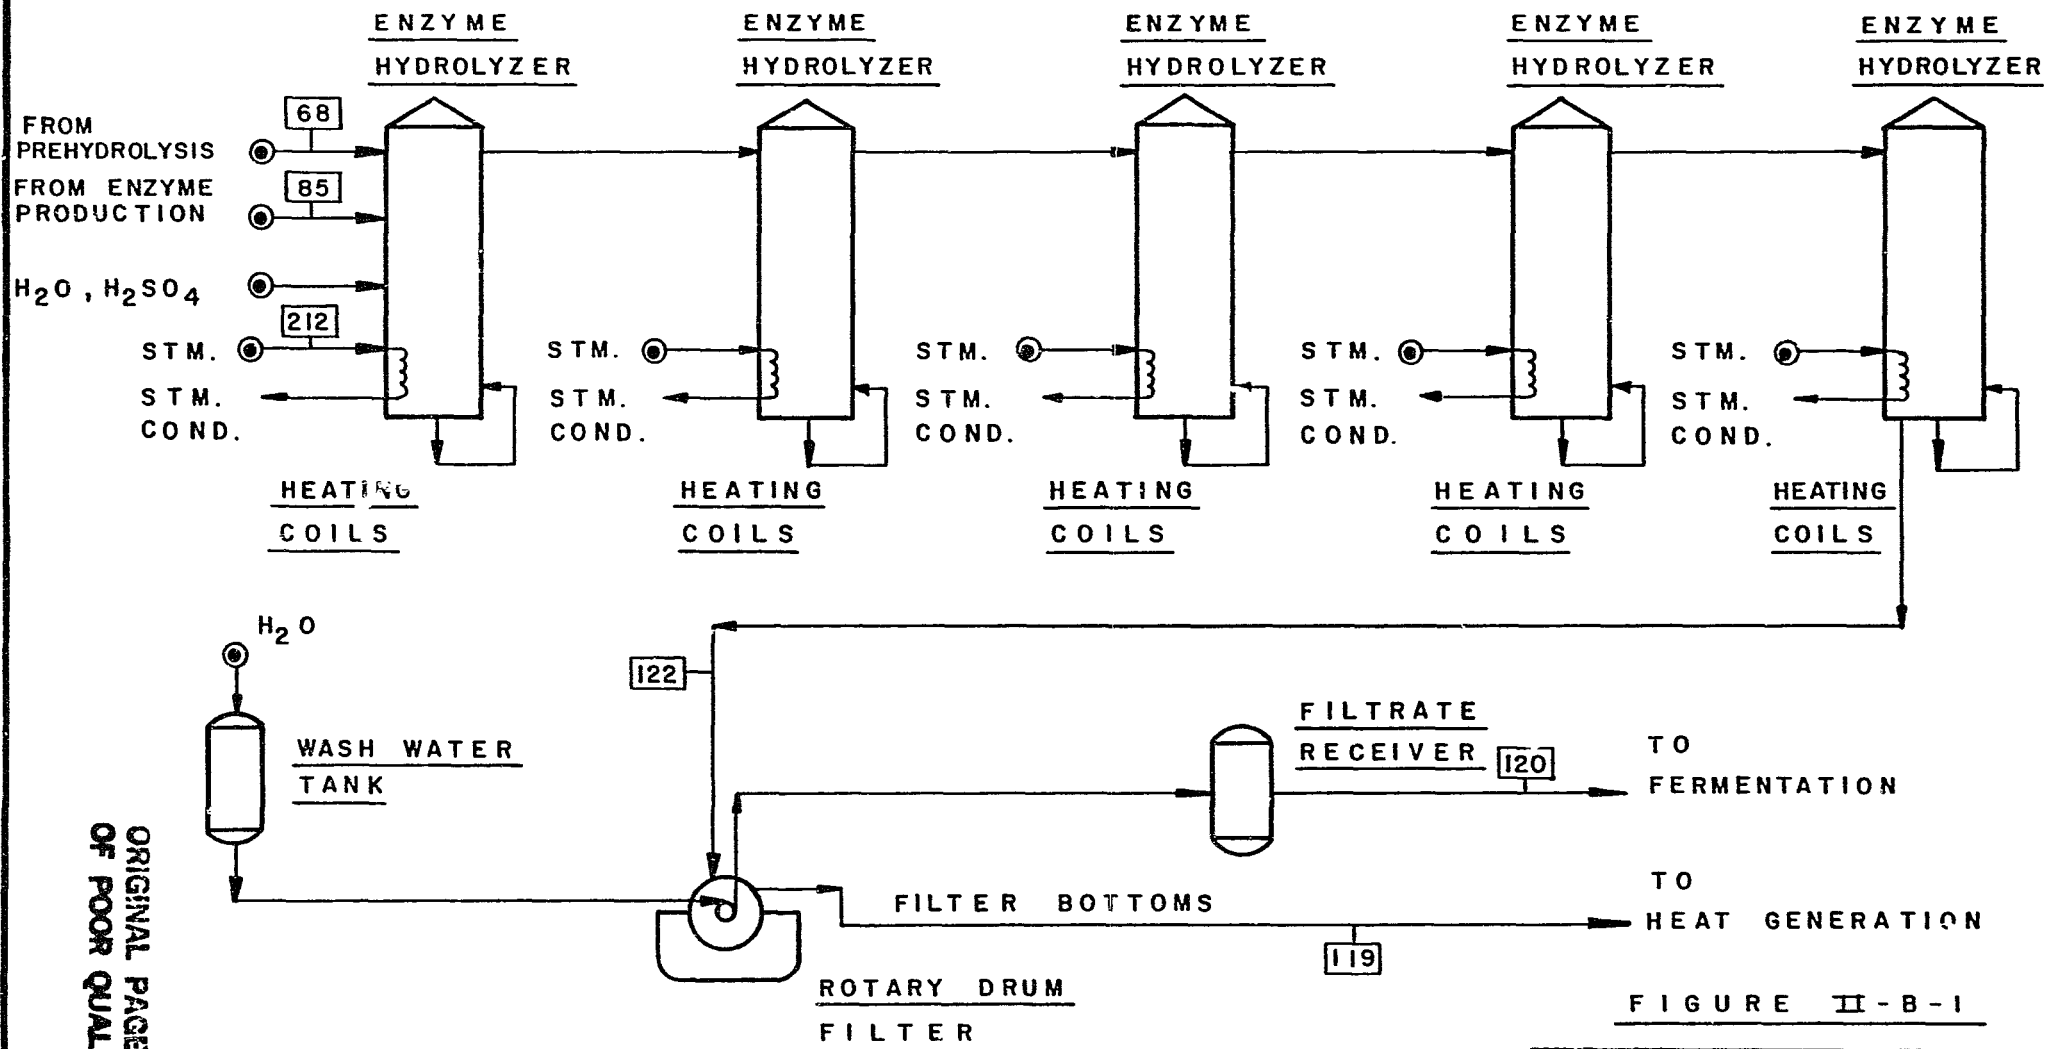 ENZYME
HYDROLYZER
ENZYME
HYDROLYZER
ENZYME
HYDROLYZER
ENZYME
HYDROLYZER
ENZYME
HYDROLYZER
FROM
PREHYDROLYSIS
68
FROM ENZYME
PRODUCTION
85
H2O, H2SO4
212
STM.
STM.
COND.
STM.
STM.
COND.
STM.
STM.
COND.
STM.
STM.
COND.
STM.
STM.
COND.
HEATING
COILS
HEATING
COILS
HEATING
COILS
HEATING
COILS
HEATING
COILS
H2O
122
WASH WATER
TANK
FILTRATE
RECEIVER
120
TO
FERMENTATION
FILTER BOTTOMS
119
TO
HEAT GENERATION
ROTARY DRUM
FILTER
FIGURE II-B-1
ORIGINAL PAGE
OF POOR QUAL